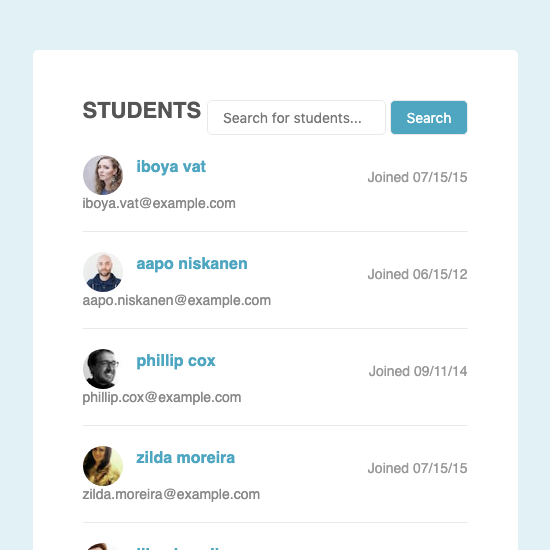 STUDENTS
Search for students...
Search
iboya vat
Joined 07/15/15
iboya.vat@example.com
aapo niskanen
Joined 06/15/12
aapo.niskanen@example.com
phillip cox
Joined 09/11/14
phillip.cox@example.com
zilda moreira
Joined 07/15/15
zilda.moreira@example.com